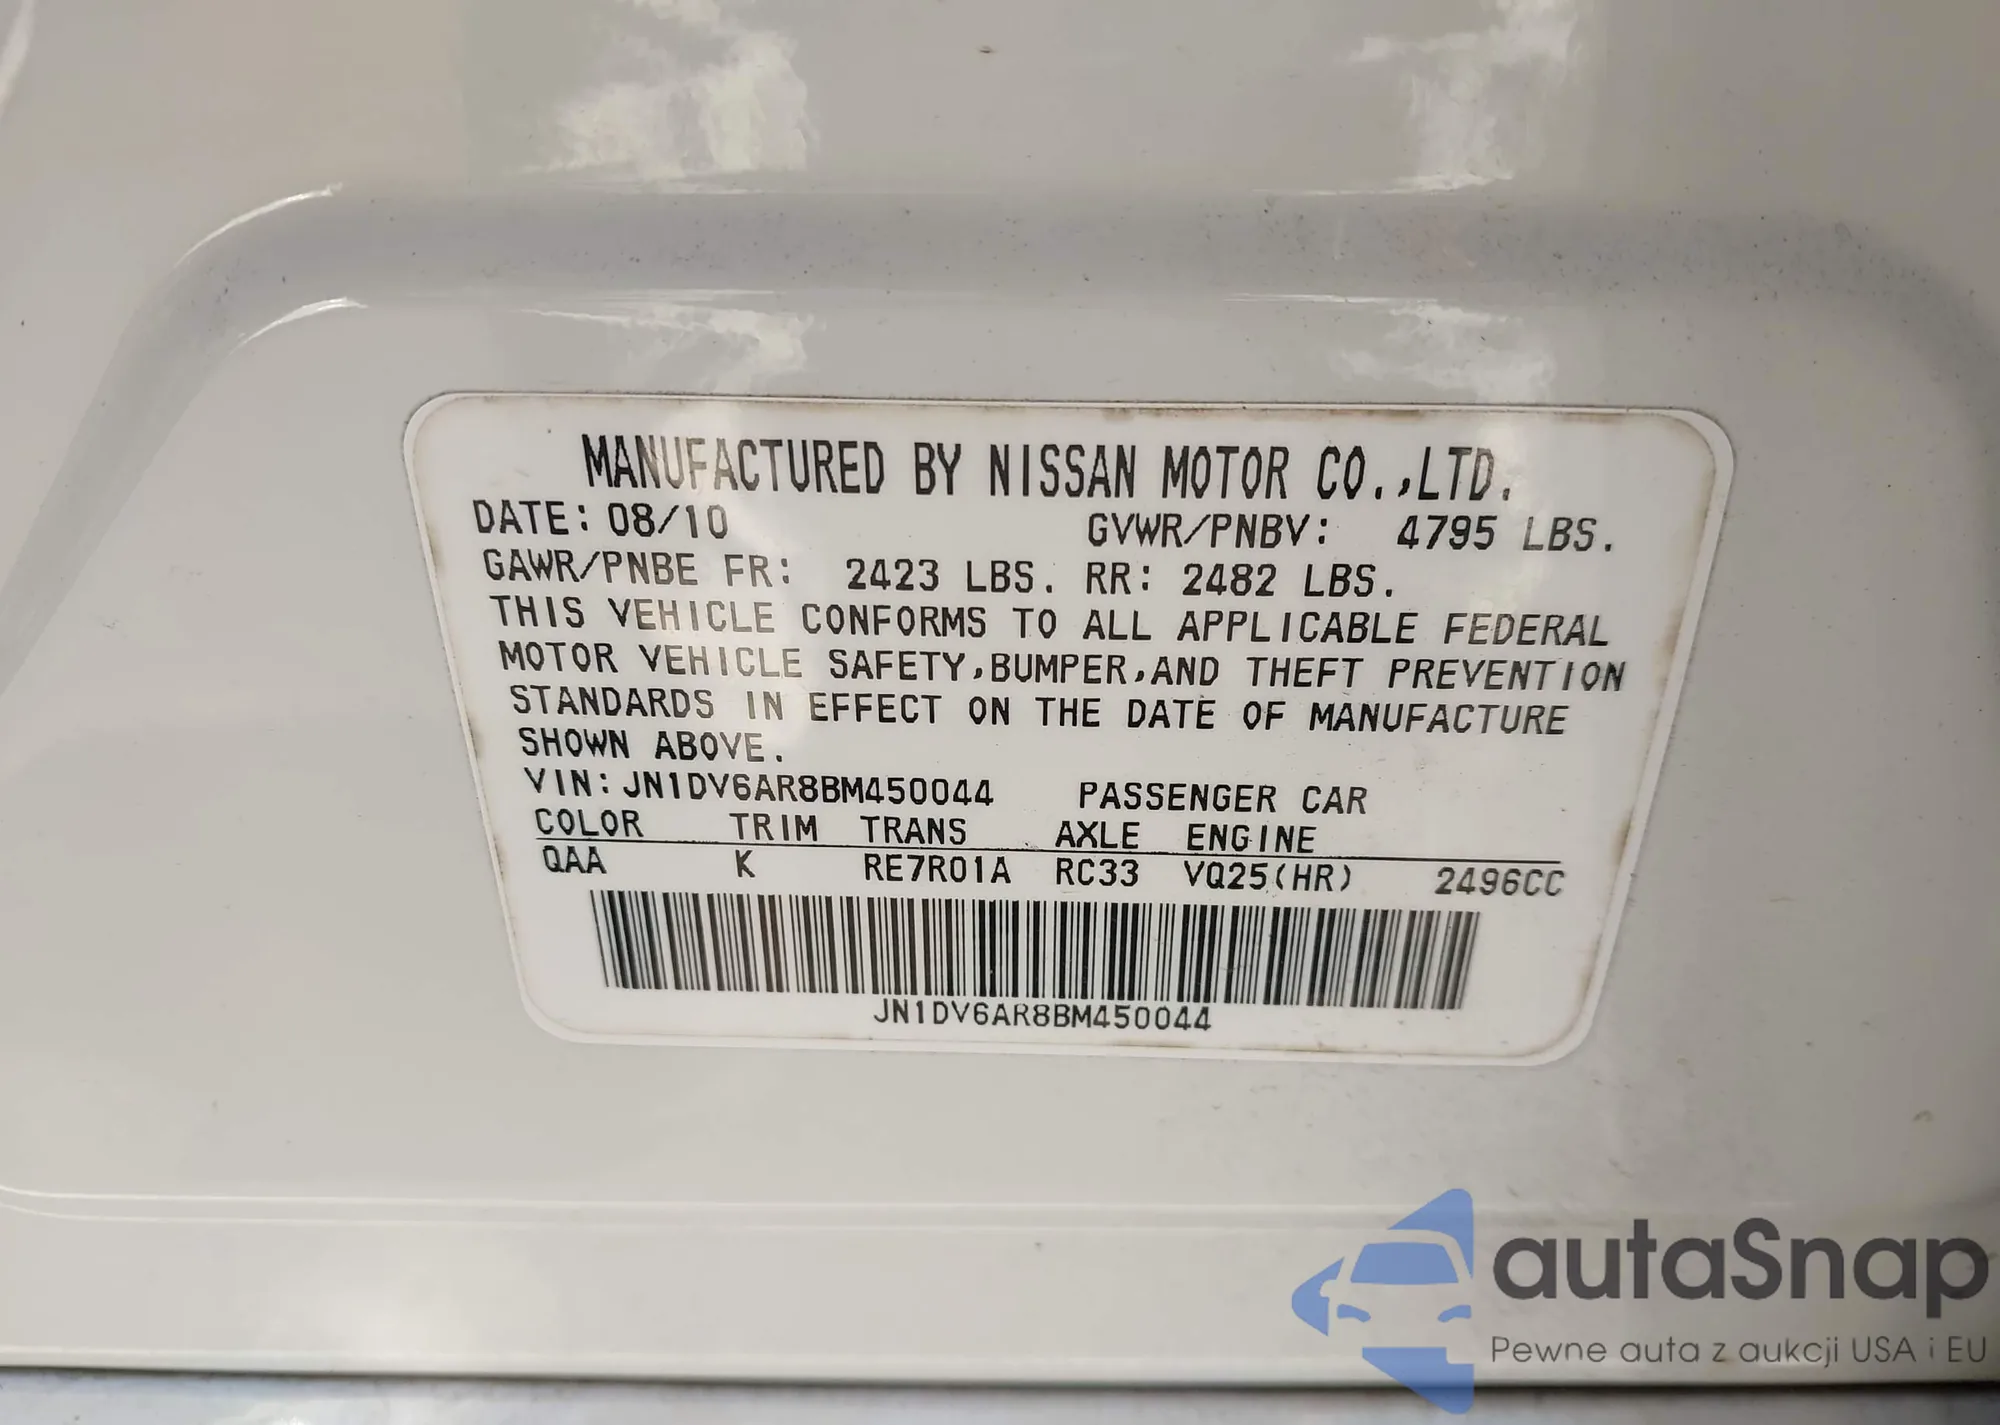 MANUFACTURED BY NISSAN MOTOR CO.,LTD.
DATE: 08/10 GVWR/PNBV: 4795 LBS.
GAWR/PNBE FR: 2423 LBS. RR: 2482 LBS.
THIS VEHICLE CONFORMS TO ALL APPLICABLE FEDERAL
MOTOR VEHICLE SAFETY,BUMPER,AND THEFT PREVENTION
STANDARDS IN EFFECT ON THE DATE OF MANUFACTURE
SHOWN ABOVE.
VIN: JN1DV6AR8BM450044 PASSENGER CAR
COLOR TRIM TRANS AXLE ENGINE
QAA K RE7R01A RC33 VQ25(HR) 2496CC
JN1DV6AR8BM450044
autaSnap
Pewne auta z aukcji USA i EU